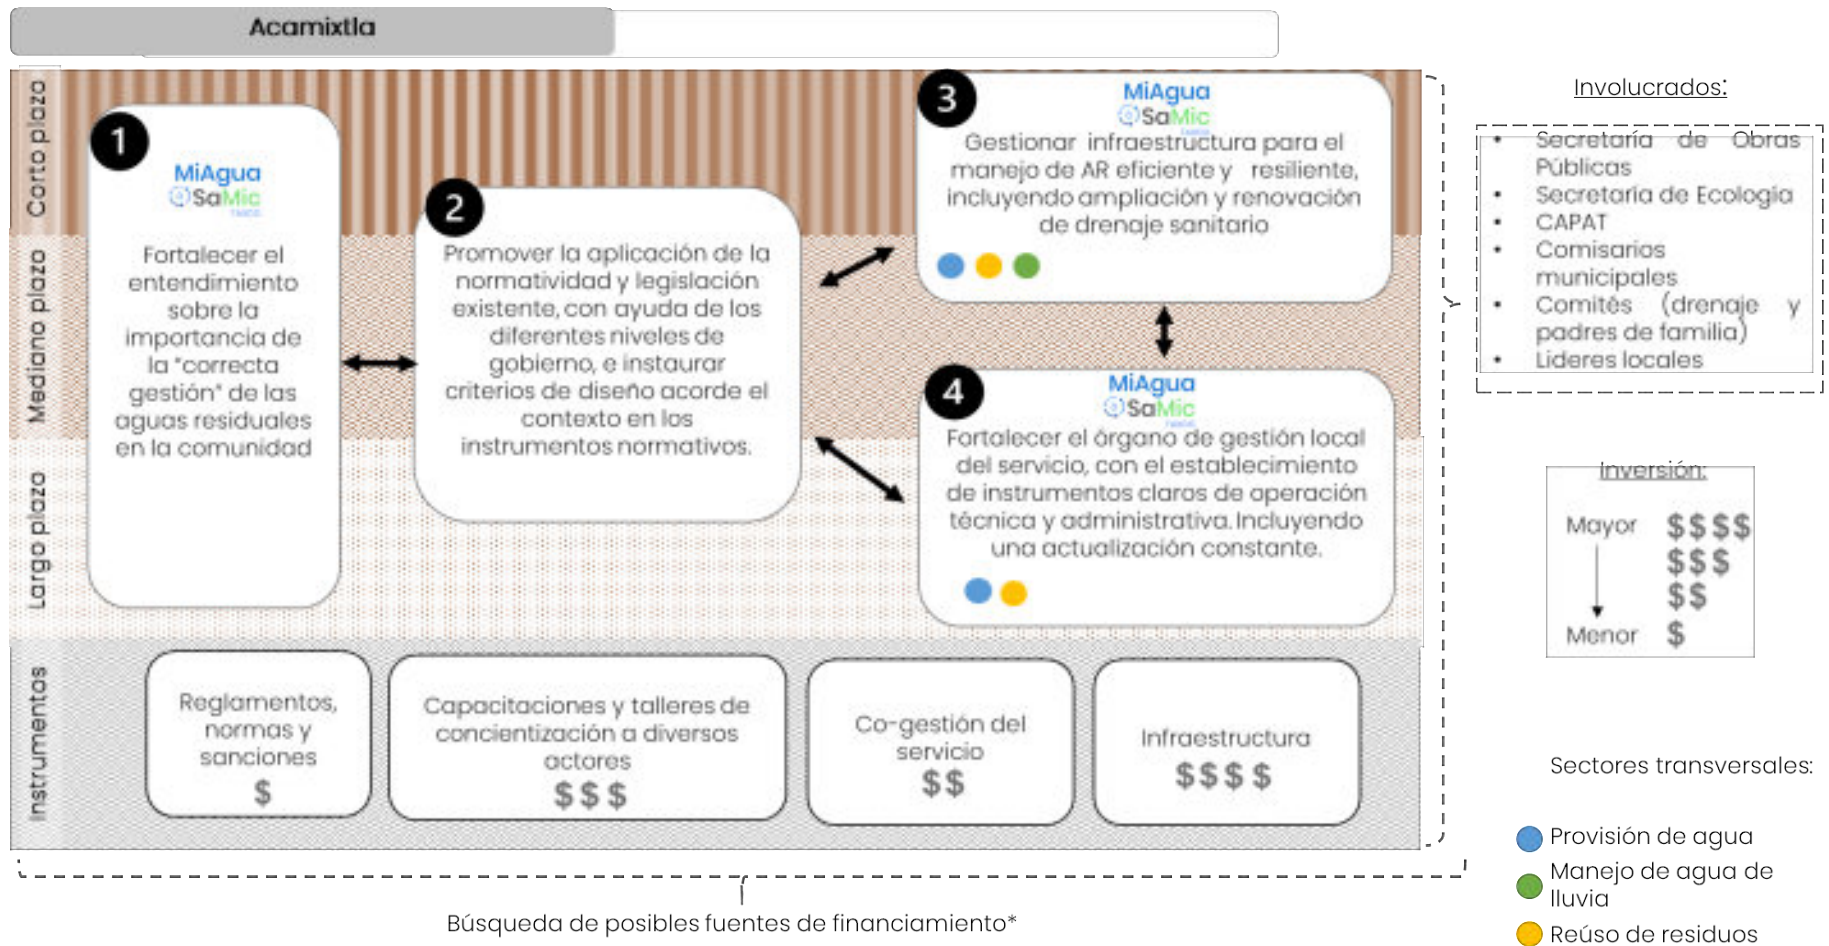 Acamixtla
Corto plazo
Mediano plazo
Largo plazo
Instrumentos
1
MiAgua
SaMic
Fortalecer el
entendimiento
sobre la
importancia de
la "correcta
gestión" de las
aguas residuales
en la comunidad
2
Promover la aplicación de la
normatividad y legislación
existente, con ayuda de los
diferentes niveles de
gobierno, e instaurar
criterios de diseño acorde el
contexto en los
instrumentos normativos.
3
MiAgua
SaMic
Gestionar infraestructura para el
manejo de AR eficiente y resiliente,
incluyendo ampliación y renovación
de drenaje sanitario
4
MiAgua
SaMic
Fortalecer el órgano de gestión local
del servicio, con el establecimiento
de instrumentos claros de operación
técnica y administrativa. Incluyendo
una actualización constante.
Reglamentos,
normas y
sanciones
$
Capacitaciones y talleres de
concientización a diversos
actores
$$$
Co-gestión del
servicio
$$
Infraestructura
$$$$
Búsqueda de posibles fuentes de financiamiento*
Involucrados:
• Secretaría de Obras
Públicas
• Secretaría de Ecología
• CAPAT
• Comisarios
municipales
• Comités (drenaje y
padres de familia)
• Lideres locales
Inversión:
Mayor $$$$
$$$
$$
Menor $
Sectores transversales:
Provisión de agua
Manejo de agua de
lluvia
Reúso de residuos